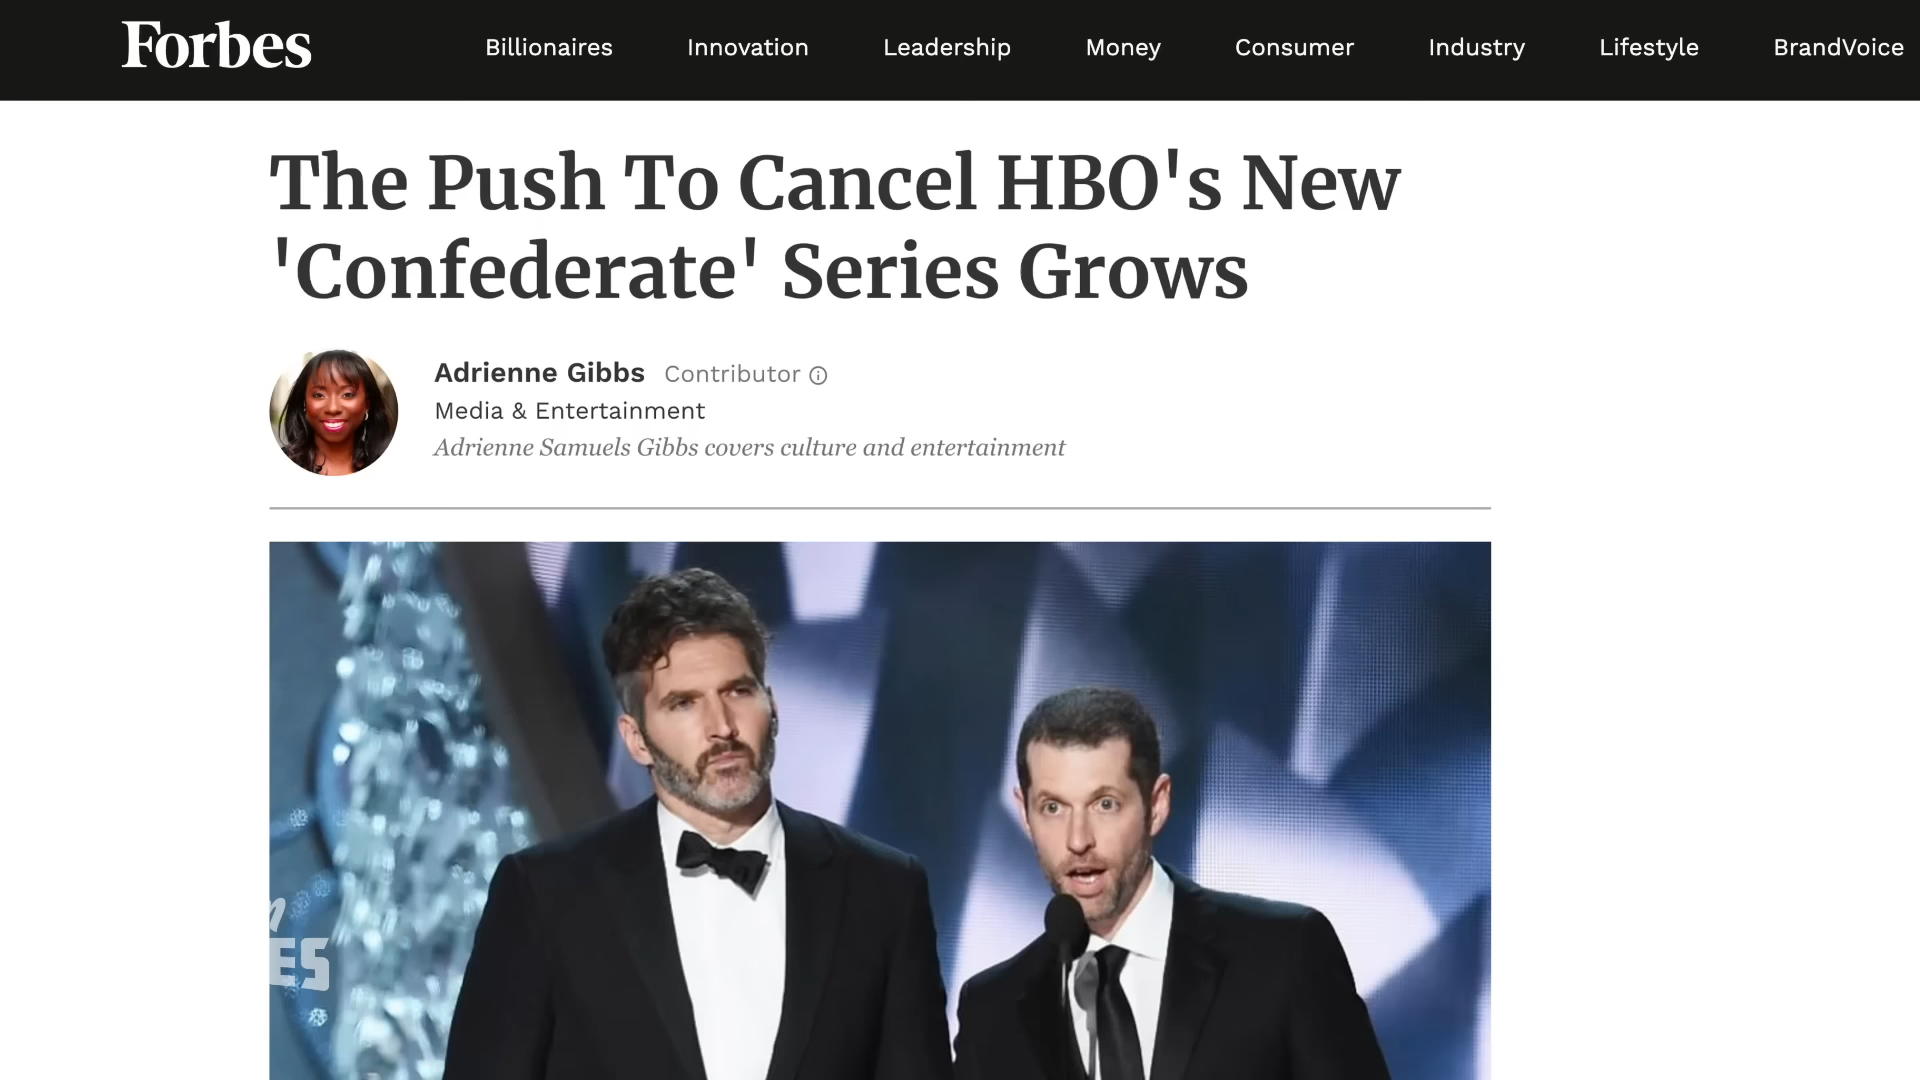 Forbes
Billionaires Innovation Leadership Money Consumer Industry Lifestyle BrandVoice
The Push To Cancel HBO's New
'Confederate' Series Grows
Adrienne Gibbs Contributor
Media & Entertainment
Adrienne Samuels Gibbs covers culture and entertainment
ES